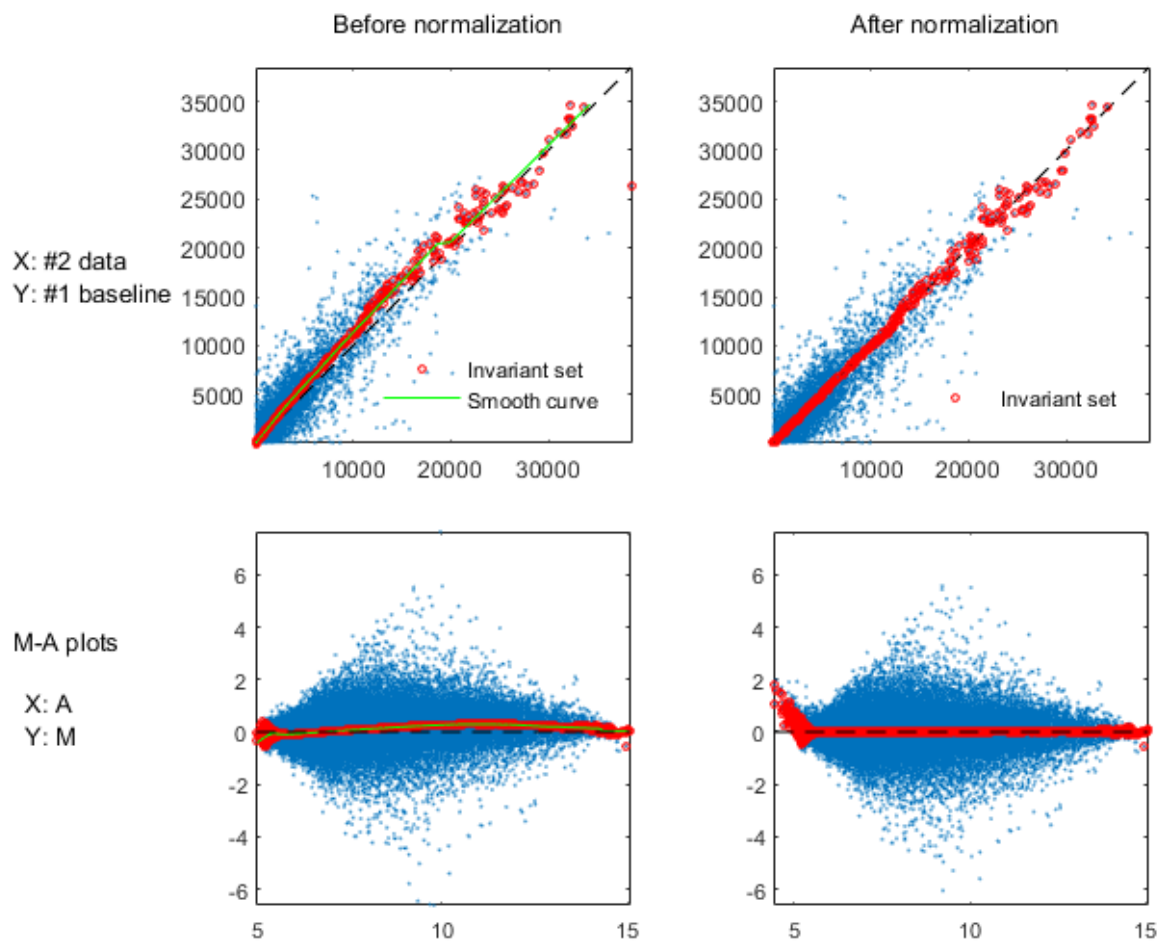 Before normalization
After normalization
X: #2 data
Y: #1 baseline
35000
30000
25000
20000
15000
10000
5000
10000 20000 30000
Invariant set
Smooth curve
35000
30000
25000
20000
15000
10000
5000
10000 20000 30000
Invariant set
M-A plots
X: A
Y: M
6
4
2
0
-2
-4
-6
5 10 15
6
4
2
0
-2
-4
-6
5 10 15